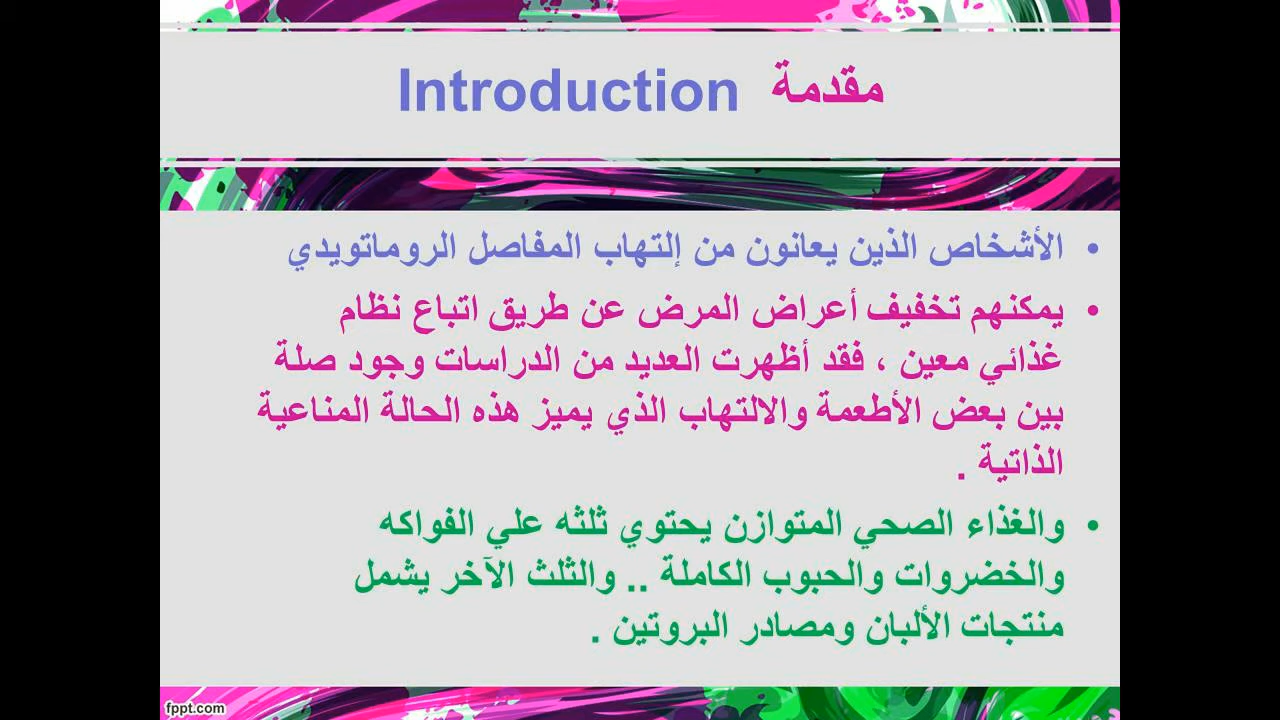 مقدمة Introduction
• الأشخاص الذين يعانون من إلتهاب المفاصل الروماتويدي
• يمكنهم تخفيف أعراض المرض عن طريق اتباع نظام
غذائي معين ، فقد أظهرت العديد من الدراسات وجود صلة
بين بعض الأطعمة والالتهاب الذي يميز هذه الحالة المناعية
الذاتية .
• والغذاء الصحي المتوازن يحتوي ثلثه علي الفواكه
والخضروات والحبوب الكاملة .. والثلث الآخر يشمل
منتجات الألبان ومصادر البروتين .
fppt.com